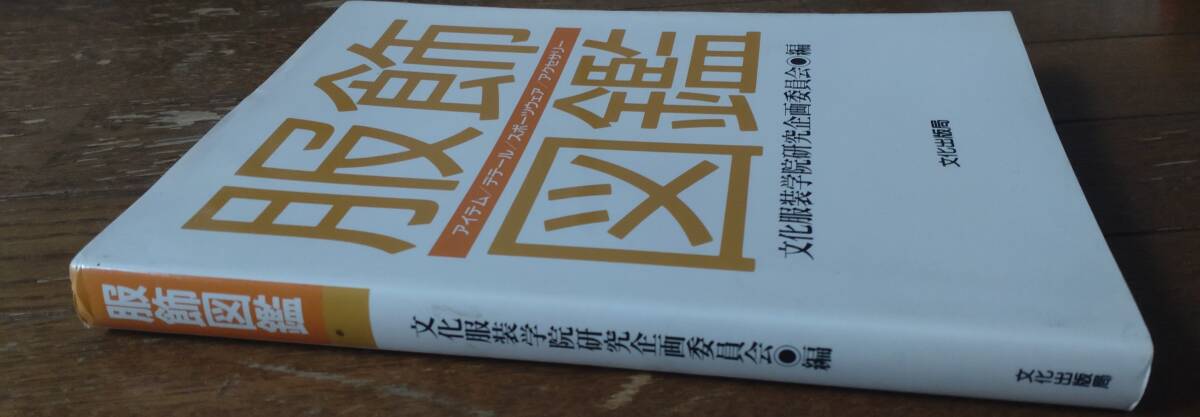 服飾
図鑑
アイテム/デテール/スポーツウェア/アクセサリー
文化服装学院研究企画委員会◉編
文化出版局
服飾図鑑
文化服装学院研究企画委員会◉編
文化出版局